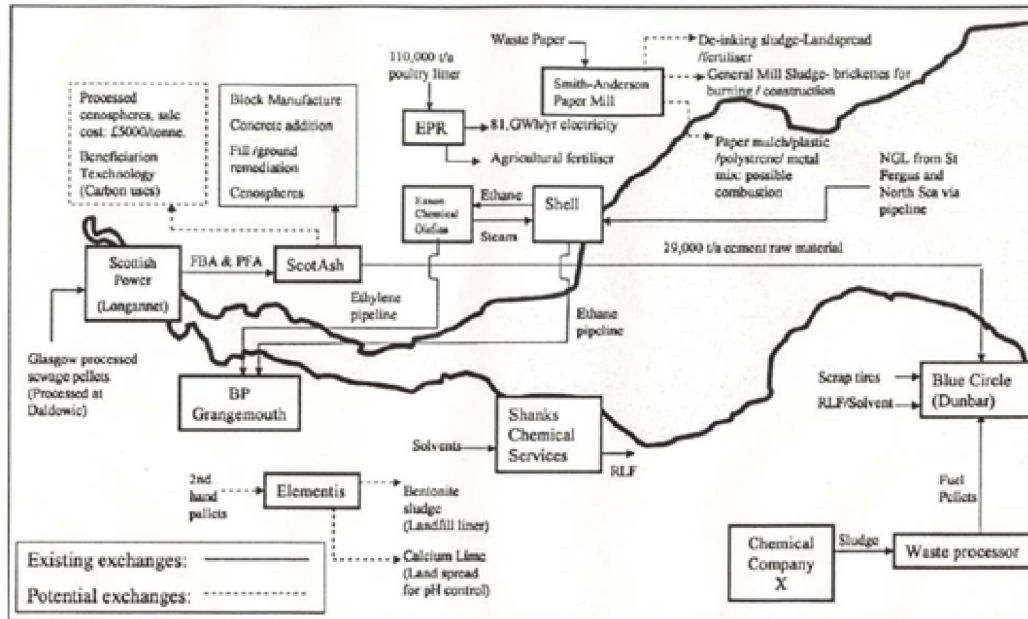 Waste Paper
De-inking sludge-Landspread
/fertiliser
110,000 t/a
poultry litter
Smith-Anderson
Paper Mill
General Mill Sludge- brickettes for
burning / construction
Processed
cenospheres, sale
cost: £5000/tonne.
Beneficiation
Texchnology
(Carbon uses)
Block Manufacture
Concrete addition
Fill /ground
remediation
Cenospheres
EPR
81,GWh/yr electricity
Agricultural fertiliser
Paper mulch/plastic
/polystrene/ metal
mix: possible
combustion
NGL from St
Fergus and
North Sea via
pipeline
Exxon
Chemical
Olefins
Ethane
Steam
Shell
29,000 t/a cement raw material
Scottish
Power
(Longannet)
FBA & PFA
ScotAsh
Ethylene
pipeline
Ethane
pipeline
Glasgow processed
sewage pellets
(Processed at
Daldowic)
BP
Grangemouth
Scrap tires
RLF/Solvent
Blue Circle
(Dunbar)
Shanks
Chemical
Services
Solvents
RLF
2nd
hand
pallets
Elementis
Bentonite
sludge
(Landfill liner)
Calcium Lime
(Land spread
for pH control)
Fuel
Pellets
Chemical
Company
X
Sludge
Waste processor
Existing exchanges:
Potential exchanges: